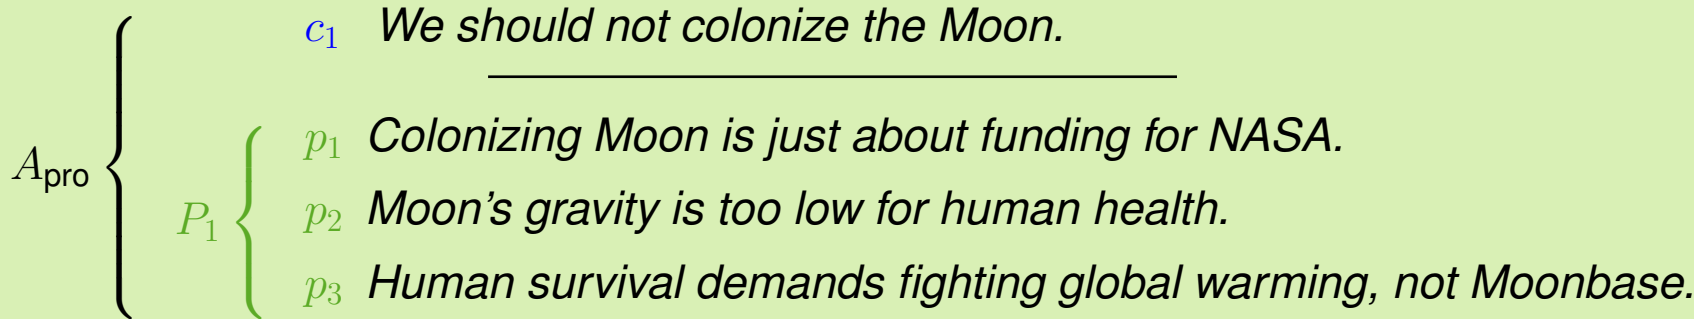 c₁ We should not colonize the Moon.
p₁ Colonizing Moon is just about funding for NASA.
A_pro
P₁ p₂ Moon's gravity is too low for human health.
p₃ Human survival demands fighting global warming, not Moonbase.